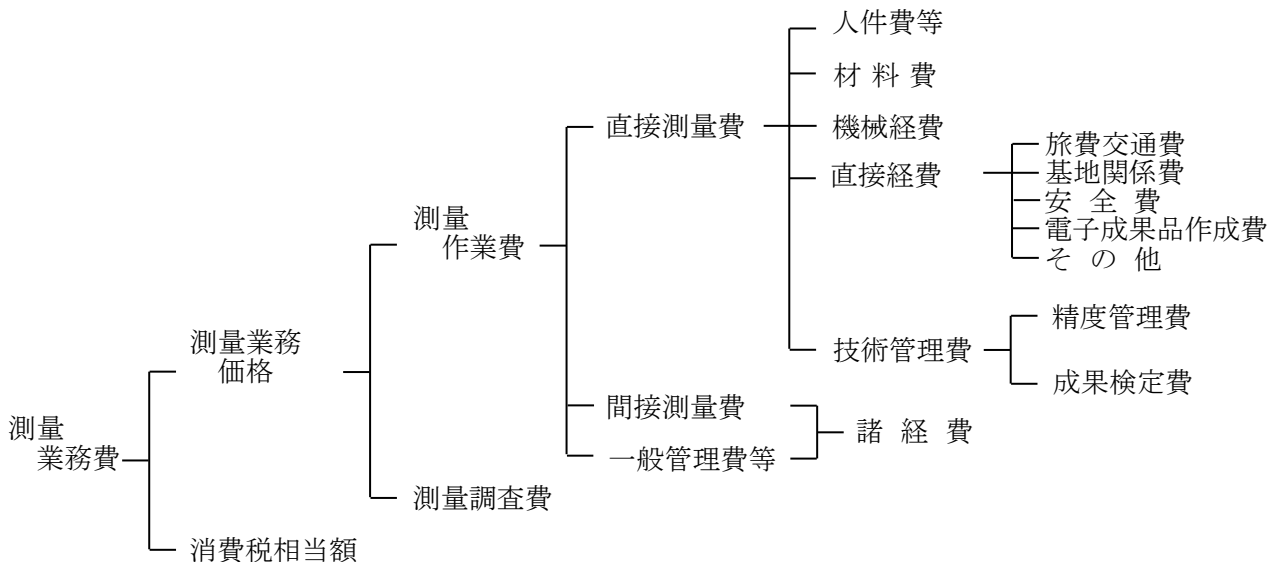 人件費等
材料費
直接測量費
機械経費
直接経費
旅費交通費
基地関係費
安全費
電子成果品作成費
その他
測量
作業費
技術管理費
精度管理費
成果検定費
測量業務
価格
間接測量費
諸経費
一般管理費等
測量
業務費
測量調査費
消費税相当額